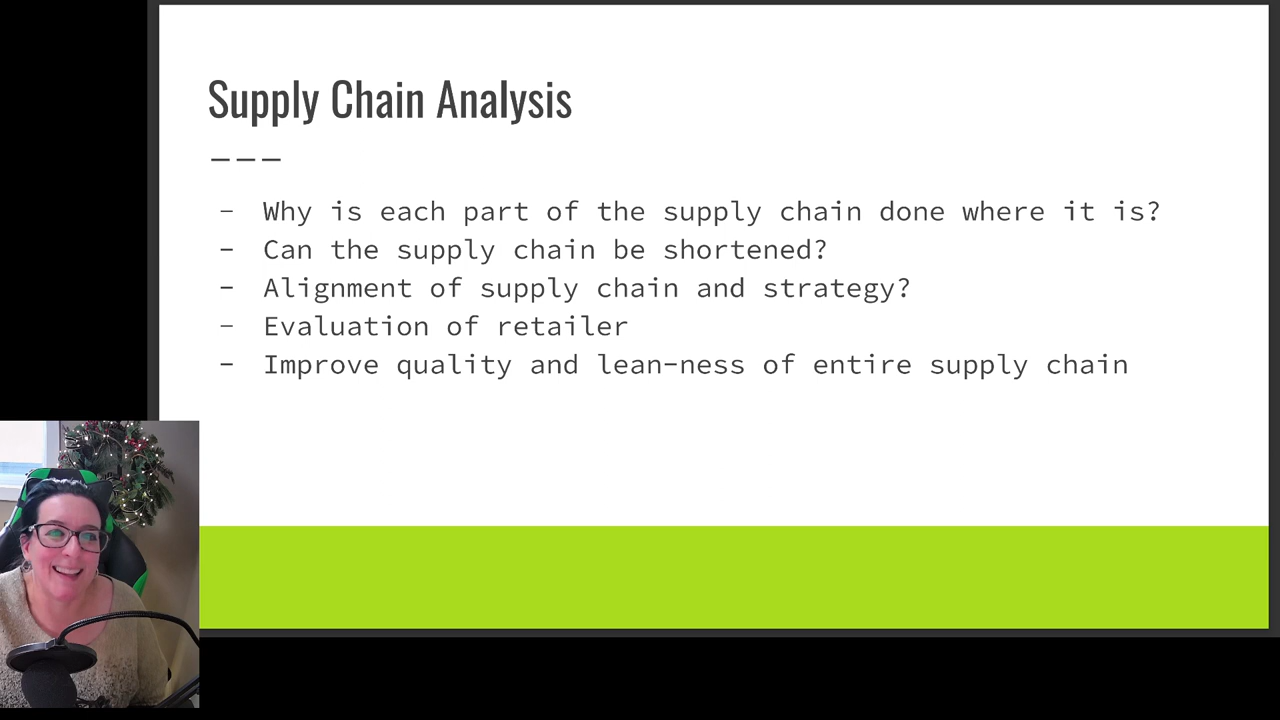 Supply Chain Analysis
– Why is each part of the supply chain done where it is?
– Can the supply chain be shortened?
– Alignment of supply chain and strategy?
– Evaluation of retailer
– Improve quality and lean-ness of entire supply chain